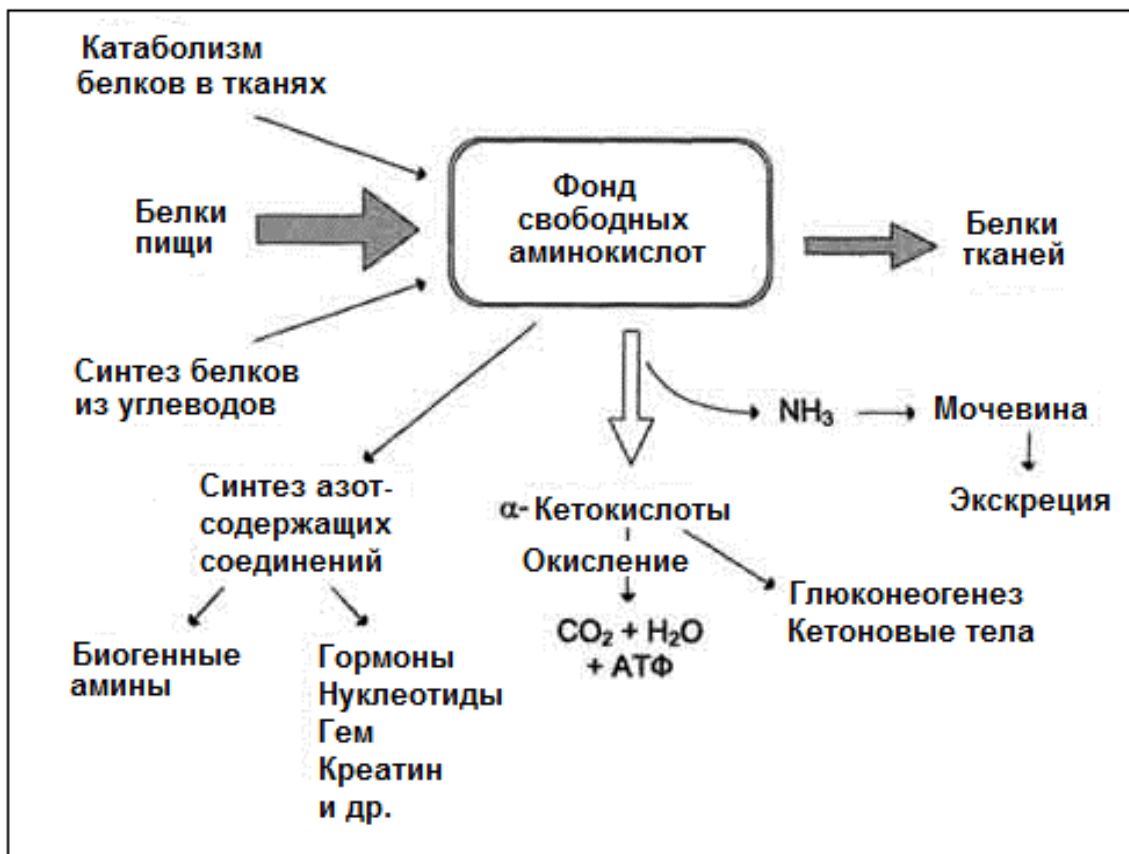 Катаболизм
белков в тканях
Белки
пищи
Синтез белков
из углеводов
Фонд
свободных
аминокислот
Белки
тканей
NH₃
Мочевина
Экскреция
Синтез азот-
содержащих
соединений
Биогенные
амины
Гормоны
Нуклеотиды
Гем
Креатин
и др.
α-Кетокислоты
Окисление
CO₂ + H₂O
+ АТФ
Глюконеогенез
Кетоновые тела